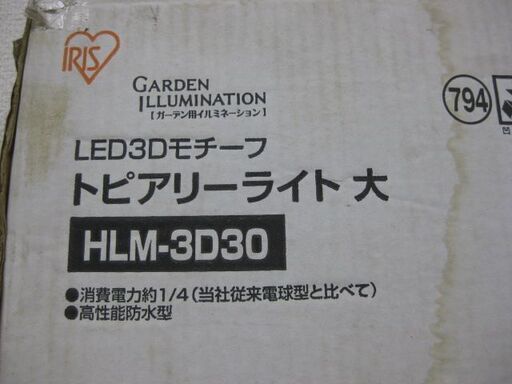 IRIS
GARDEN
ILLUMINATION
[ガーデン用イルミネーション]
794
LED3Dモチーフ
トピアリーライト 大
HLM-3D30
●消費電力約1/4(当社従来電球型と比べて)
●高性能防水型